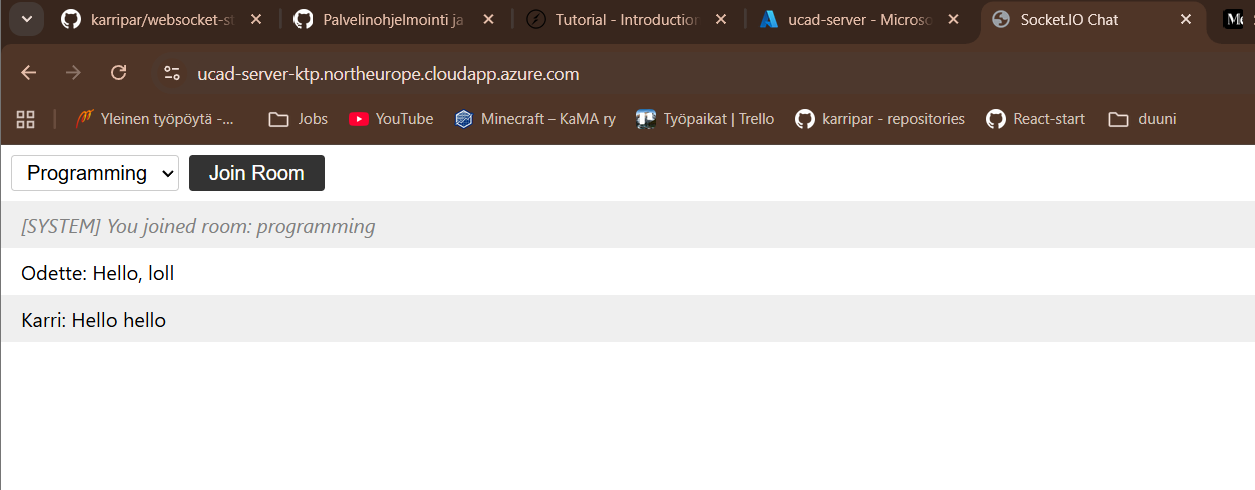 karripar/websocket-st
Palvelinohjelmointi ja
Tutorial - Introduction
ucad-server - Microso
Socket.IO Chat
ucad-server-ktp.northeurope.cloudapp.azure.com
Yleinen työpöytä -...
Jobs
YouTube
Minecraft – KaMA ry
Työpaikat | Trello
karripar - repositories
React-start
duuni
Programming
Join Room
[SYSTEM] You joined room: programming
Odette: Hello, loll
Karri: Hello hello